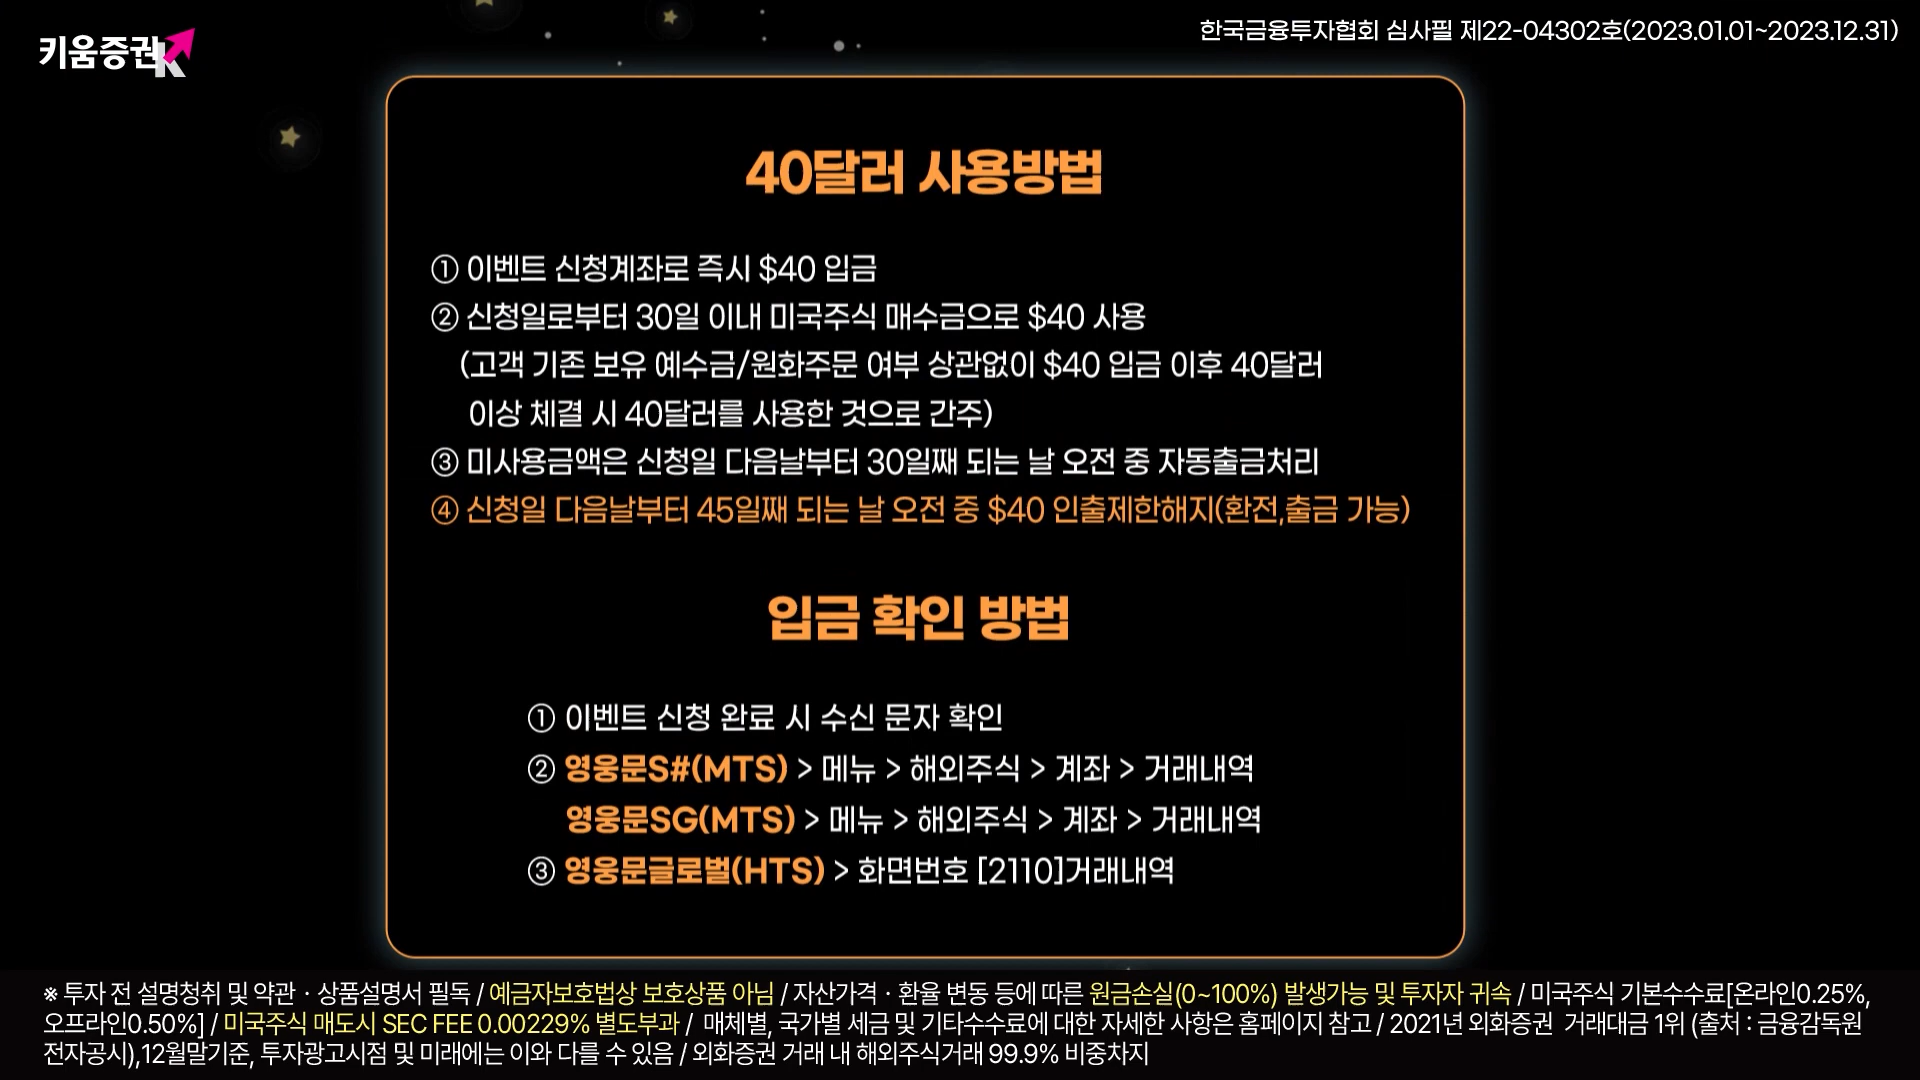 키움증권
한국금융투자협회 심사필 제22-04302호(2023.01.01~2023.12.31)
40달러 사용방법
① 이벤트 신청계좌로 즉시 $40 입금
② 신청일로부터 30일 이내 미국주식 매수금으로 $40 사용
(고객 기존 보유 예수금/원화주문 여부 상관없이 $40 입금 이후 40달러
이상 체결 시 40달러를 사용한 것으로 간주)
③ 미사용금액은 신청일 다음날부터 30일째 되는 날 오전 중 자동출금처리
④ 신청일 다음날부터 45일째 되는 날 오전 중 $40 인출제한해지(환전,출금 가능)
입금 확인 방법
① 이벤트 신청 완료 시 수신 문자 확인
② 영웅문S#(MTS) > 메뉴 > 해외주식 > 계좌 > 거래내역
영웅문SG(MTS) > 메뉴 > 해외주식 > 계좌 > 거래내역
③ 영웅문글로벌(HTS) > 화면번호 [2110]거래내역
※ 투자 전 설명청취 및 약관 · 상품설명서 필독 / 예금자보호법상 보호상품 아님 / 자산가격 · 환율 변동 등에 따른 원금손실(0~100%) 발생가능 및 투자자 귀속 / 미국주식 기본수수료[온라인0.25%,
오프라인0.50%] / 미국주식 매도시 SEC FEE 0.00229% 별도부과 / 매체별, 국가별 세금 및 기타수수료에 대한 자세한 사항은 홈페이지 참고 / 2021년 외화증권 거래대금 1위 (출처 : 금융감독원
전자공시),12월말기준, 투자광고시점 및 미래에는 이와 다를 수 있음 / 외화증권 거래 내 해외주식거래 99.9% 비중차지